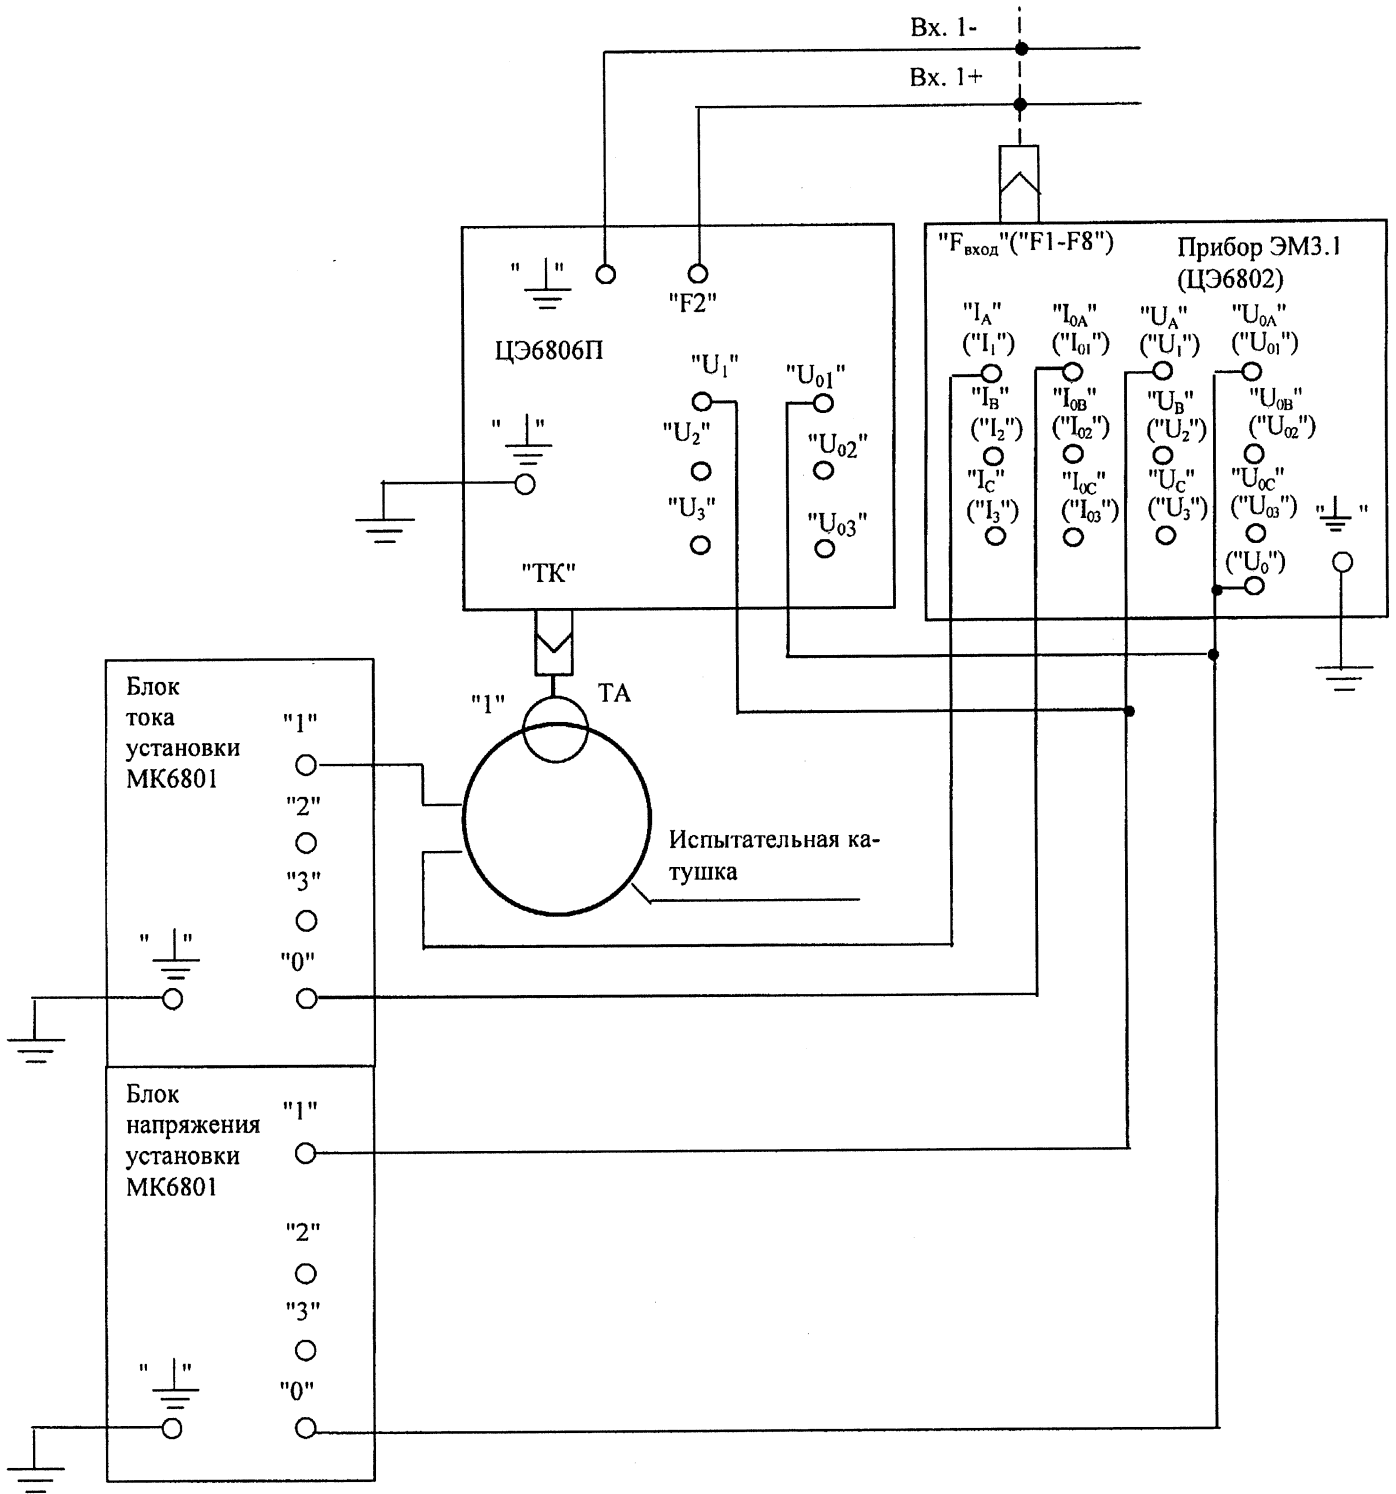 Вх. 1-
Вх. 1+
"⏚"
"F2"
ЦЭ6806П
"U1"
"U01"
"U2"
"U02"
"U3"
"U03"
"⏚"
"ТК"
"Fвход"("F1-F8")
Прибор ЭМ3.1
(ЦЭ6802)
"IA"
("I1")
"I0A"
("I01")
"UA"
("U1")
"U0A"
("U01")
"IB"
("I2")
"I0B"
("I02")
"UB"
("U2")
"U0B"
("U02")
"IC"
("I3")
"I0C"
("I03")
"UC"
("U3")
"U0C"
("U03")
"⏚"
("U0")
Блок
тока
установки
МК6801
"1"
"2"
"3"
"⏚"
"0"
"1"
ТА
Испытательная ка-
тушка
Блок
напряжения
установки
МК6801
"1"
"2"
"3"
"⏚"
"0"